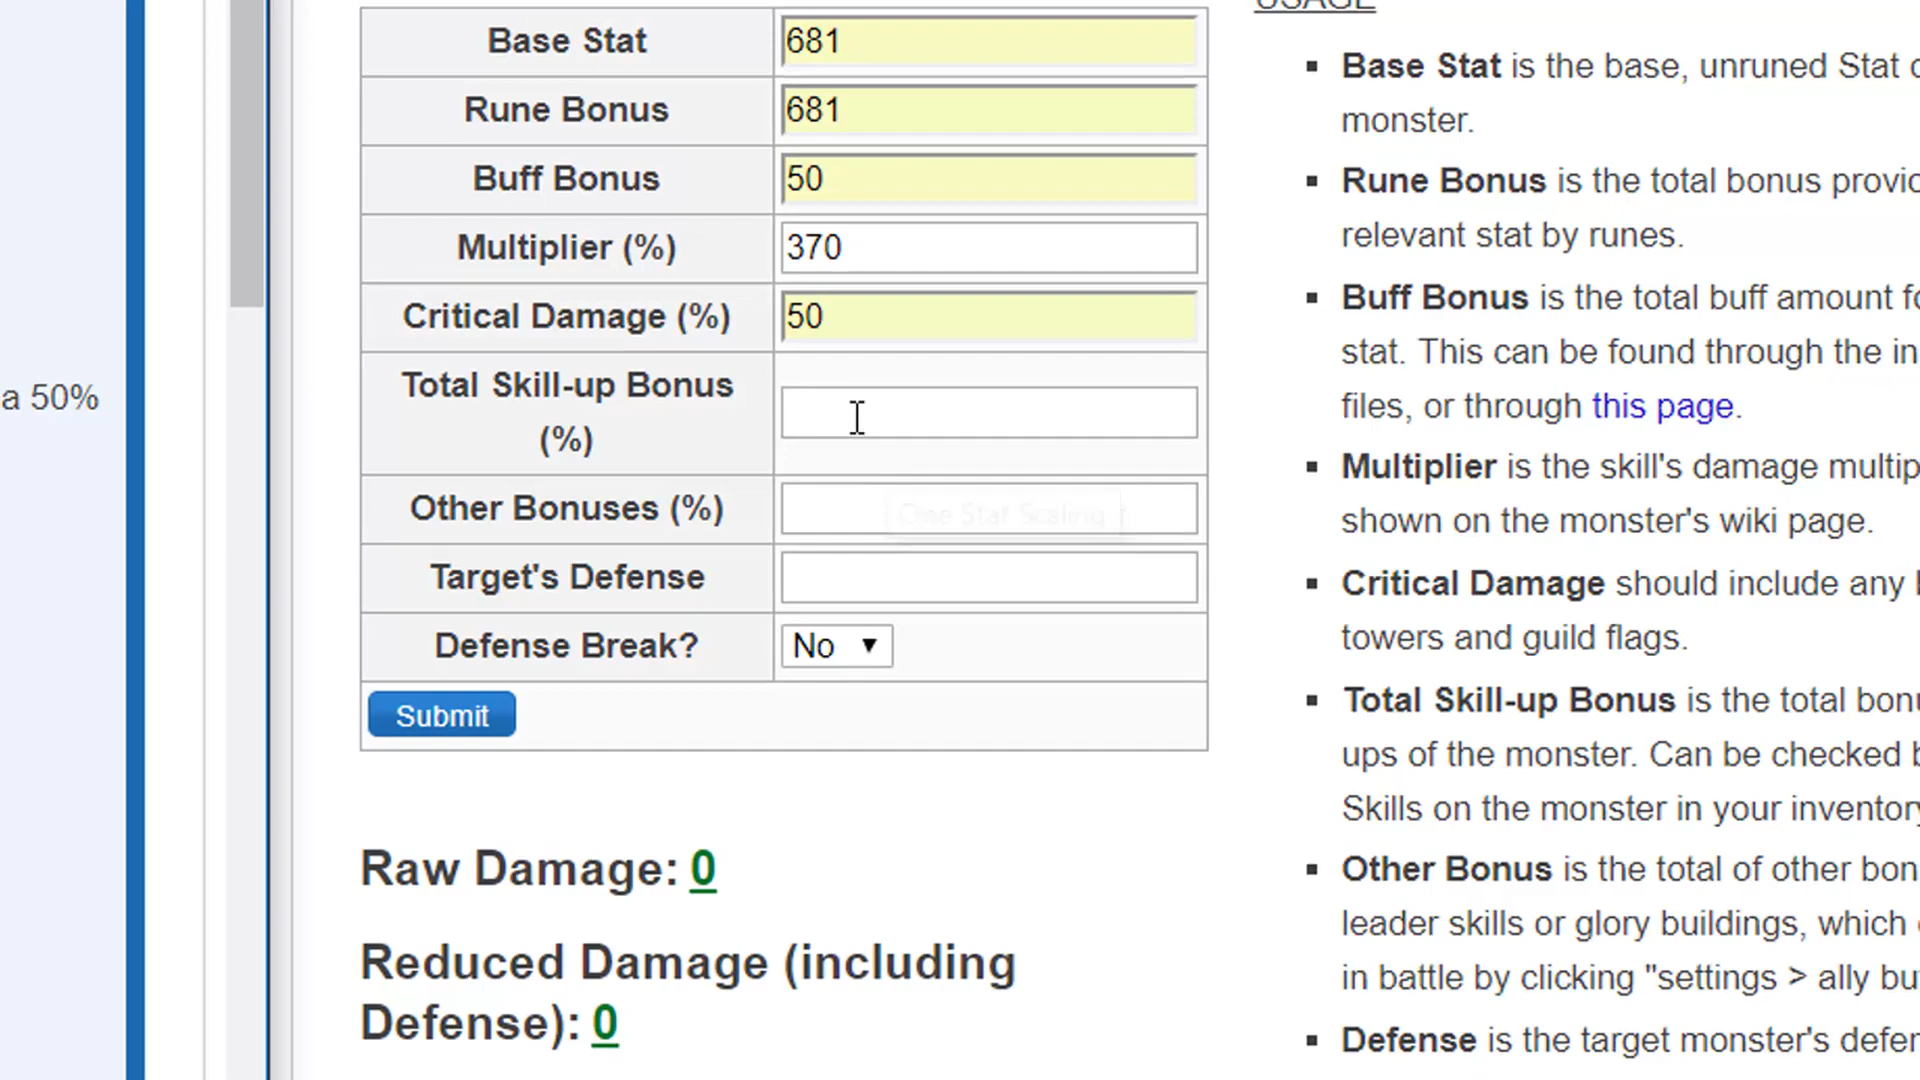 a 50%
Base Stat 681
Rune Bonus 681
Buff Bonus 50
Multiplier (%) 370
Critical Damage (%) 50
Total Skill-up Bonus
(%)
Other Bonuses (%)
One Stat Scaling
Target's Defense
Defense Break? No
Submit
Raw Damage: 0
Reduced Damage (including
Defense): 0
USAGE
Base Stat is the base, unruned Stat
monster.
Rune Bonus is the total bonus
relevant stat by runes.
Buff Bonus is the total buff amount
stat. This can be found through the in
files, or through this page.
Multiplier is the skill's damage
shown on the monster's wiki page.
Critical Damage should include any
towers and guild flags.
Total Skill-up Bonus is the total
ups of the monster. Can be checked
Skills on the monster in your inventory
Other Bonus is the total of other
leader skills or glory buildings, which
in battle by clicking "settings > ally
Defense is the target monster's